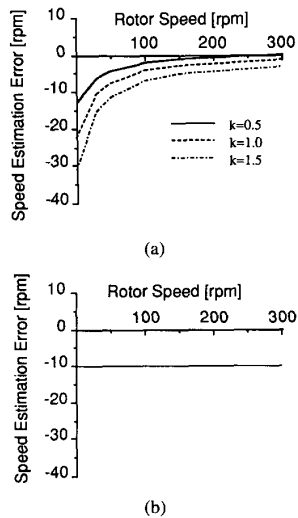 Rotor Speed [rpm]
10
0
100
200
300
-10
-20
-30
-40
Speed Estimation Error [rpm]
k=0.5
k=1.0
k=1.5
(a)
Rotor Speed [rpm]
10
0
100
200
300
-10
-20
-30
-40
Speed Estimation Error [rpm]
(b)